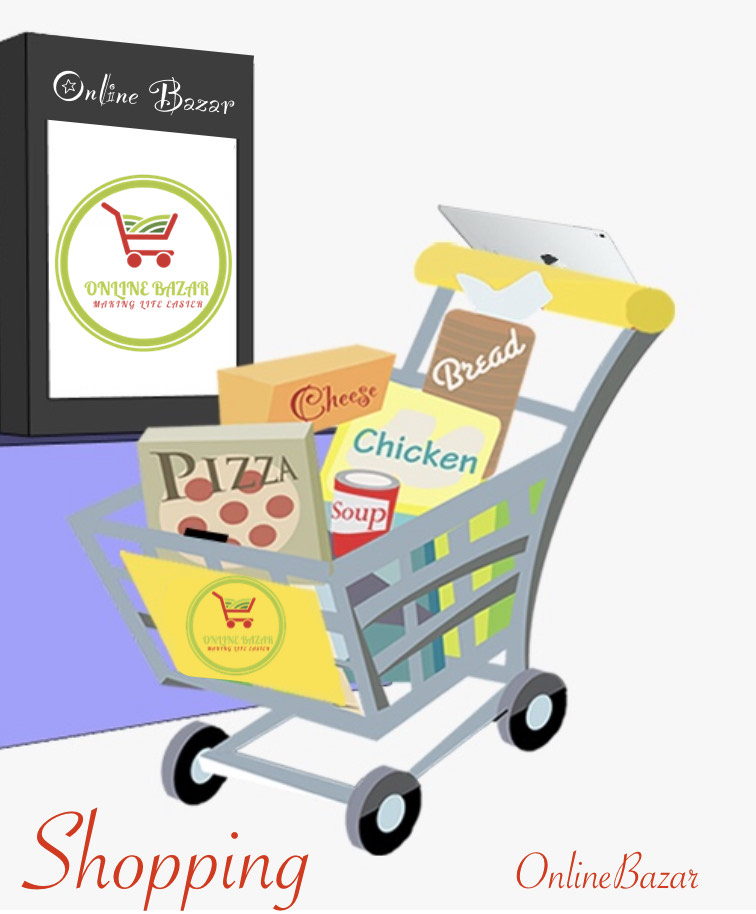 Online Bazar
ONLINE BAZAR
MAKING LIFE EASIER
Bread
Cheese
Chicken
PIZZA
Soup
ONLINE BAZAR
MAKING LIFE EASIER
Shopping
OnlineBazar